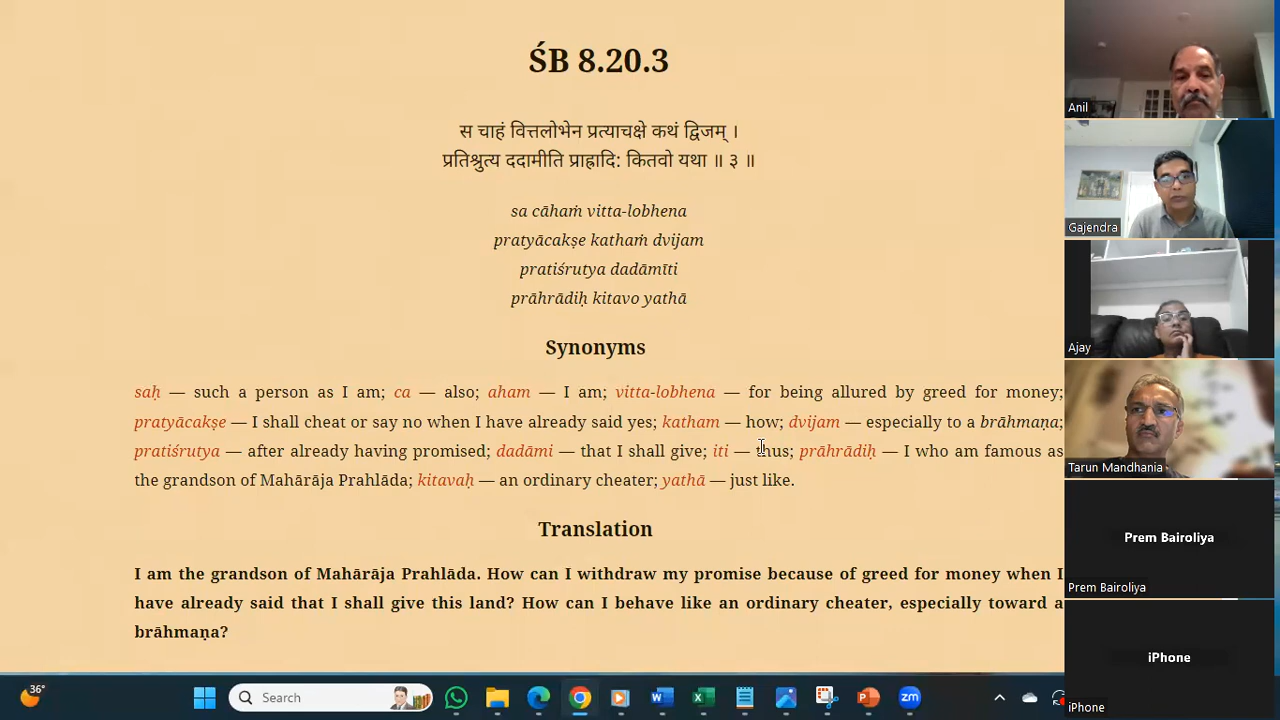 ŚB 8.20.3
स चाहं वित्तलोभेन प्रत्याचक्षे कथं द्विजम् ।
प्रतिश्रुत्य ददामीति प्राह्रादि: कितवो यथा ॥ ३ ॥
sa cāhaṁ vitta-lobhena
pratyācakṣe kathaṁ dvijam
pratiśrutya dadāmīti
prāhrādiḥ kitavo yathā
Synonyms
saḥ — such a person as I am; ca — also; aham — I am; vitta-lobhena — for being allured by greed for money;
pratyācakṣe — I shall cheat or say no when I have already said yes; katham — how; dvijam — especially to a brāhmaṇa;
pratiśrutya — after already having promised; dadāmi — that I shall give; iti — thus; prāhrādiḥ — I who am famous as
the grandson of Mahārāja Prahlāda; kitavaḥ — an ordinary cheater; yathā — just like.
Translation
I am the grandson of Mahārāja Prahlāda. How can I withdraw my promise because of greed for money when I
have already said that I shall give this land? How can I behave like an ordinary cheater, especially toward a
brāhmaṇa?
Anil
Gajendra
Ajay
Tarun Mandhania
Prem Bairoliya
Prem Bairoliya
iPhone
iPhone
36°
Search
zm